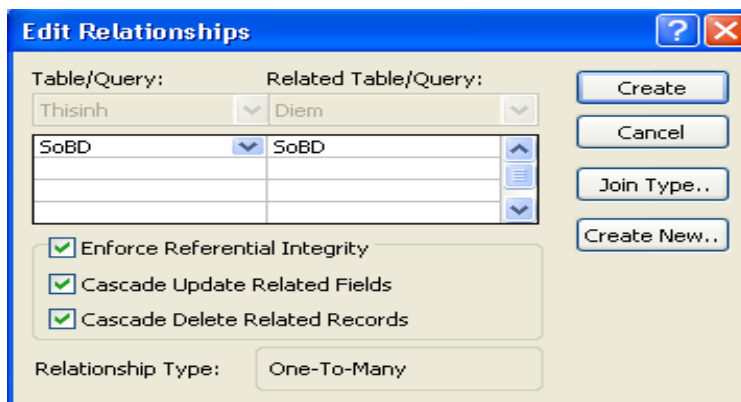 Edit Relationships
Table/Query: Related Table/Query:
Thisinh Diem
SoBD SoBD
Create
Cancel
Join Type..
Create New..
Enforce Referential Integrity
Cascade Update Related Fields
Cascade Delete Related Records
Relationship Type: One-To-Many